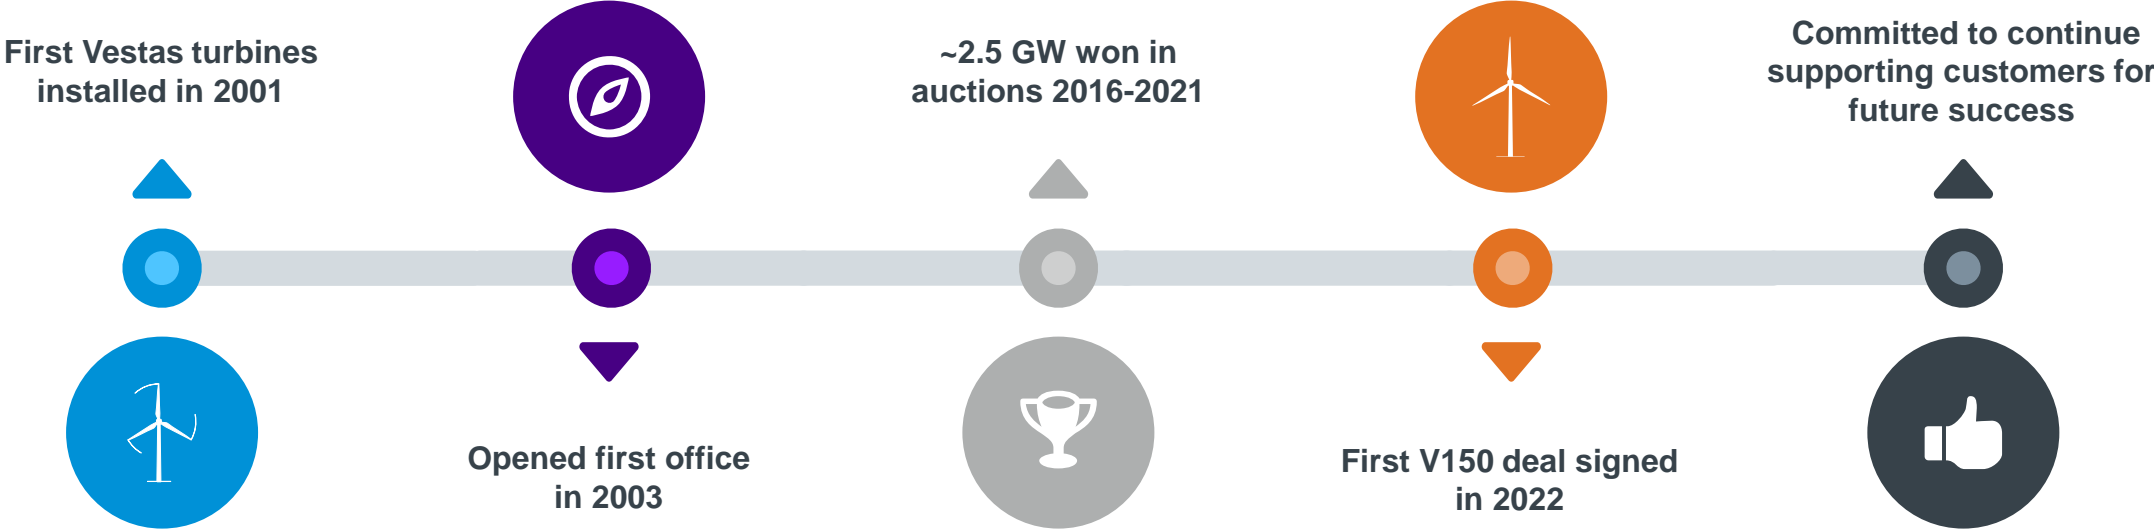 First Vestas turbines
installed in 2001
Opened first office
in 2003
~2.5 GW won in
auctions 2016-2021
First V150 deal signed
in 2022
Committed to continue
supporting customers for
future success